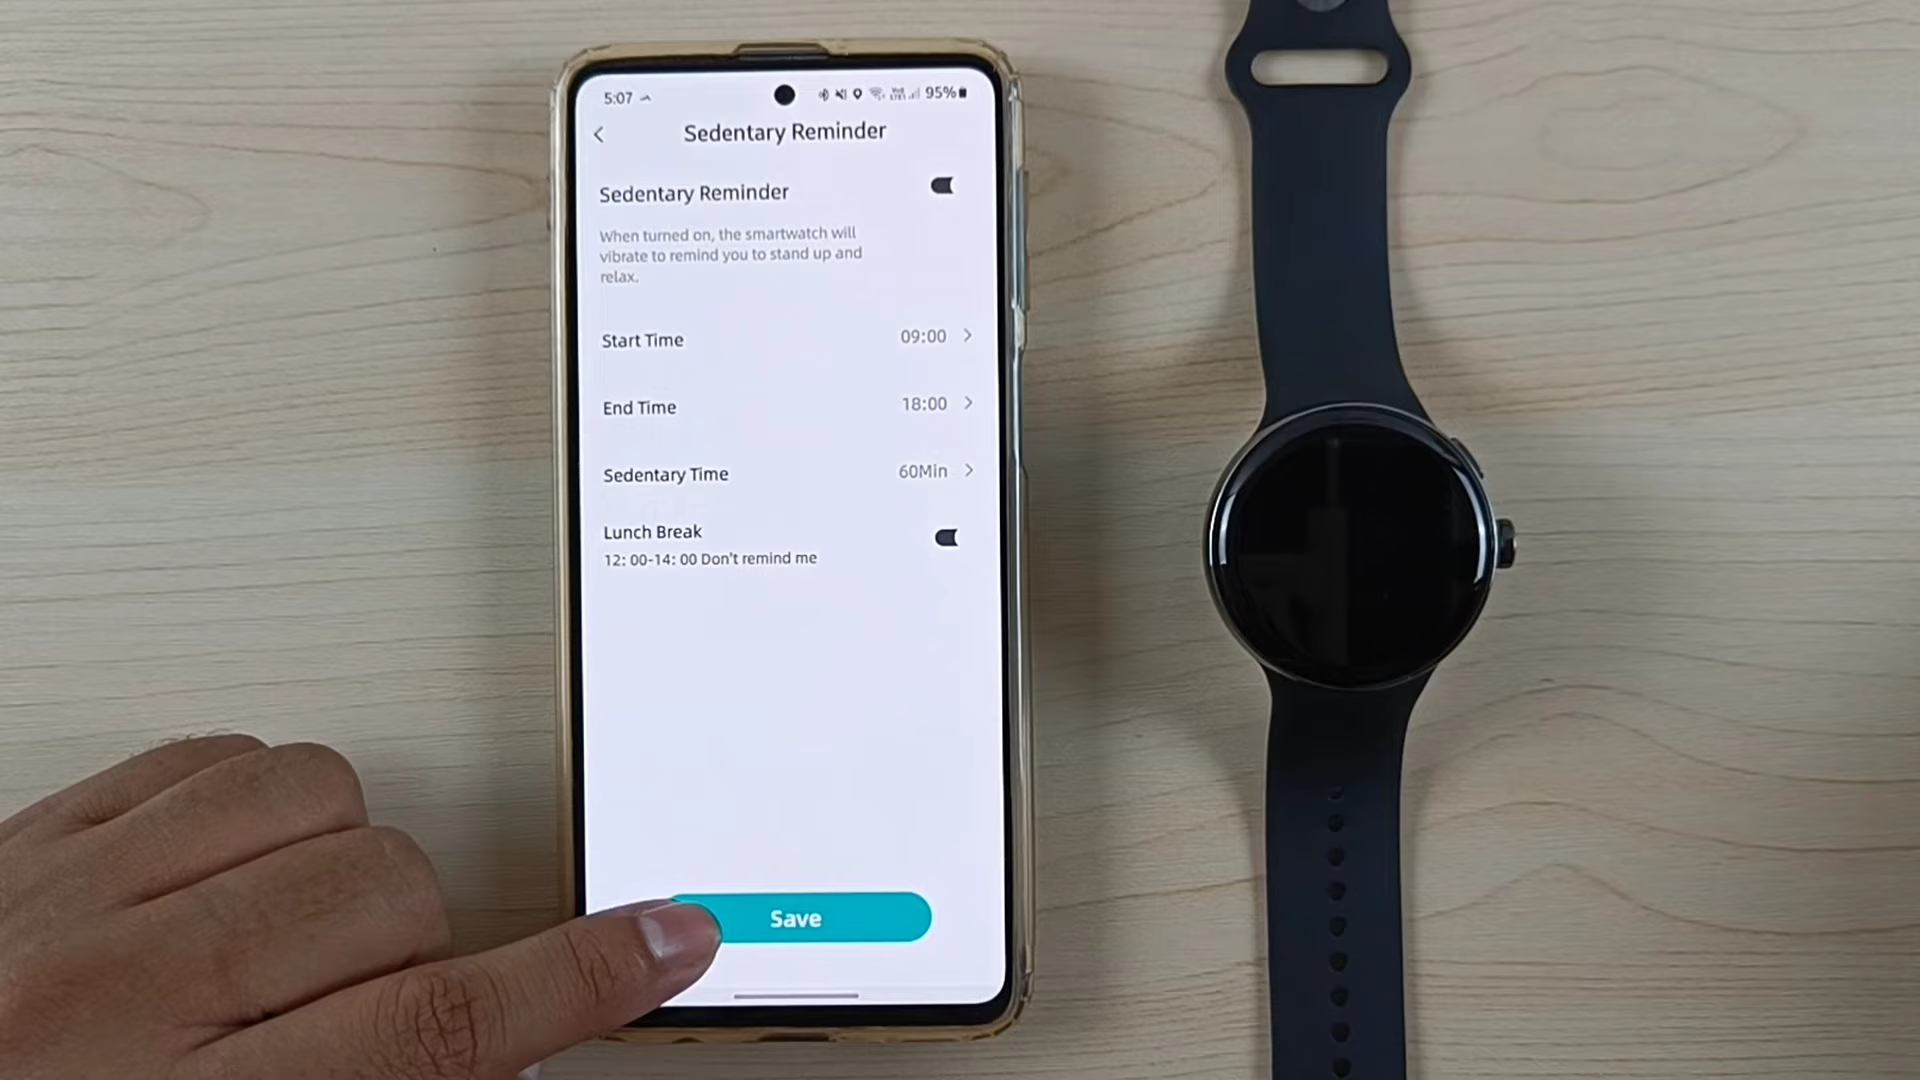 5:07 95%
Sedentary Reminder
Sedentary Reminder
When turned on, the smartwatch will
vibrate to remind you to stand up and
relax.
Start Time 09:00
End Time 18:00
Sedentary Time 60Min
Lunch Break
12: 00-14: 00 Don't remind me
Save